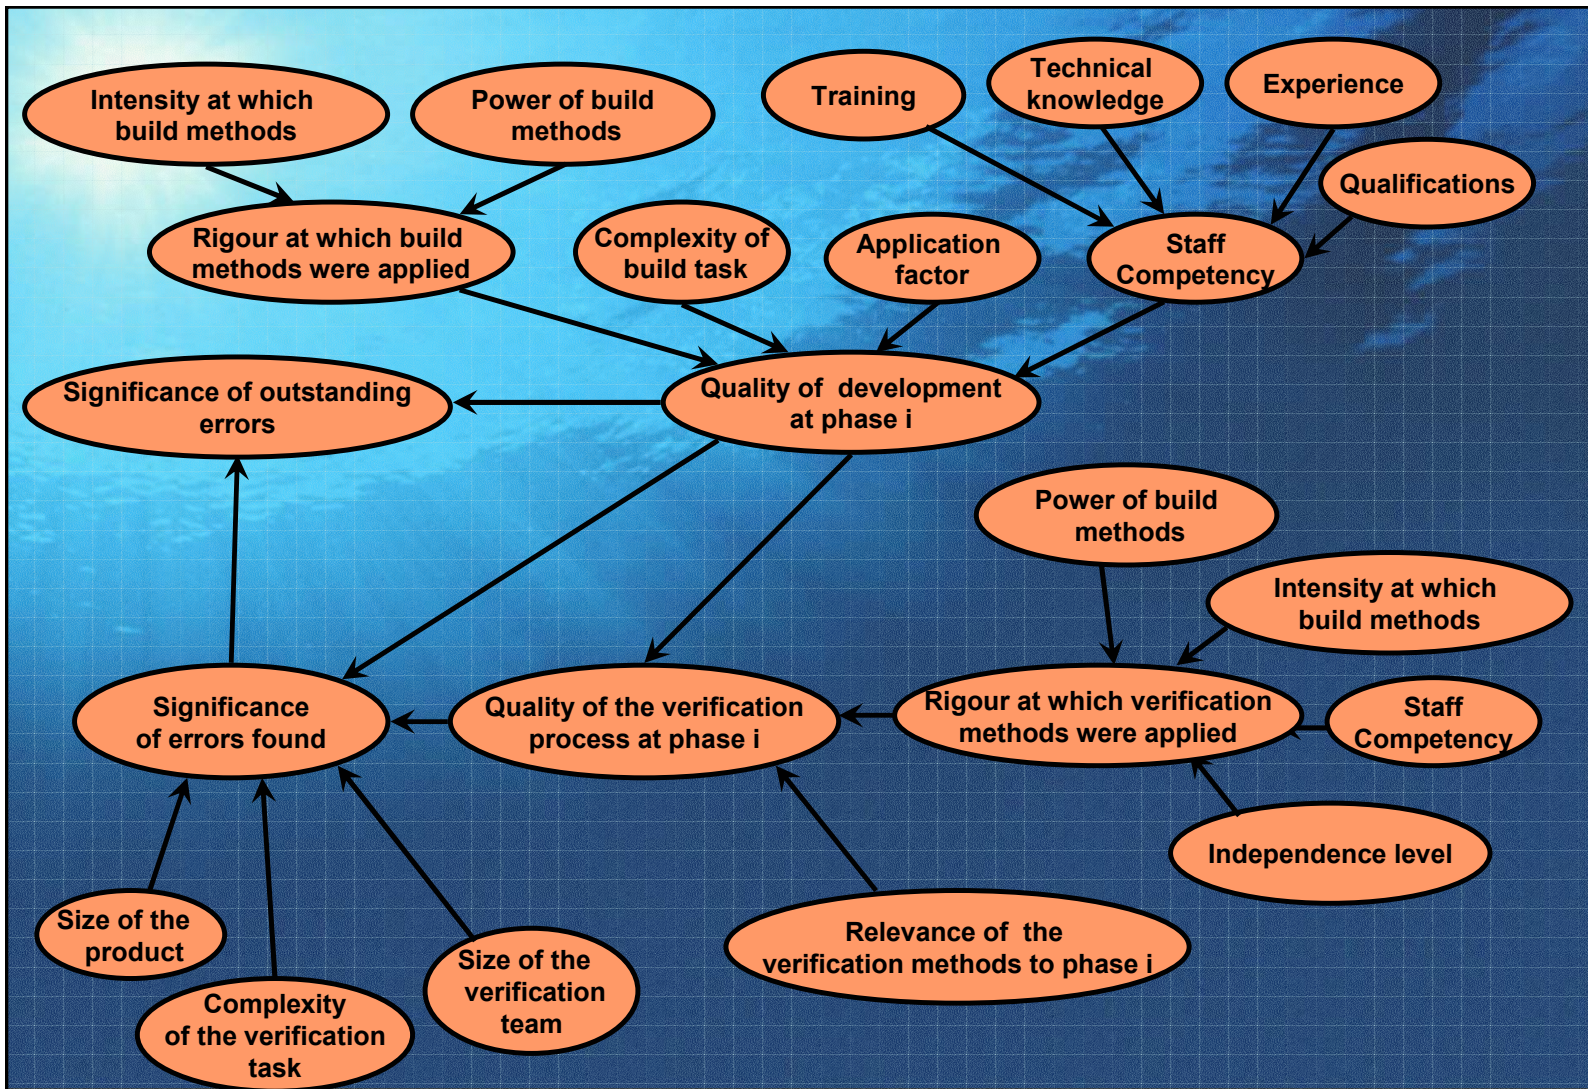 Intensity at which
build methods
Power of build
methods
Training
Technical
knowledge
Experience
Qualifications
Rigour at which build
methods were applied
Complexity of
build task
Application
factor
Staff
Competency
Significance of outstanding
errors
Quality of development
at phase i
Power of build
methods
Intensity at which
build methods
Significance
of errors found
Quality of the verification
process at phase i
Rigour at which verification
methods were applied
Staff
Competency
Independence level
Size of the
product
Complexity
of the verification
task
Size of the
verification
team
Relevance of the
verification methods to phase i